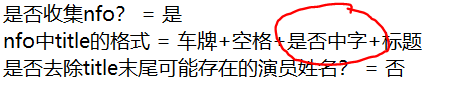 是否收集nfo？ = 是
nfo中title的格式 = 车牌+空格+是否中字+标题
是否去除title末尾可能存在的演员姓名？ = 否